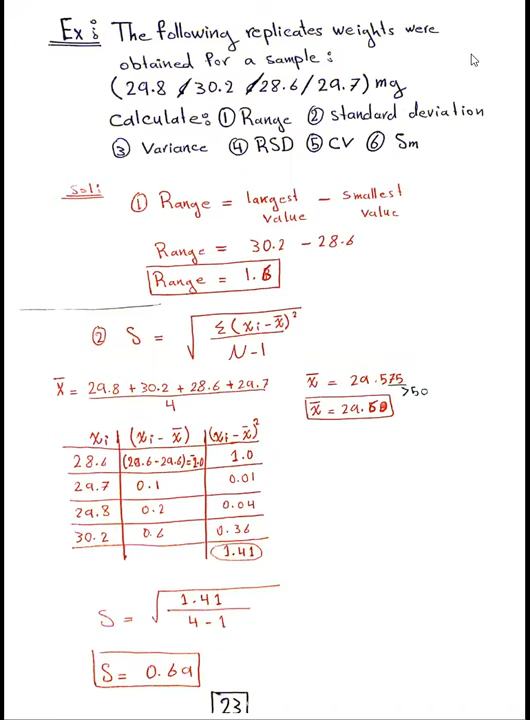 Ex: The following replicates weights were
obtained for a sample:
(29.8 / 30.2 / 28.6 / 29.7) mg
Calculate: ① Range ② standard deviation
③ Variance ④ RSD ⑤ CV ⑥ Sm
Sol:
① Range = largest value - smallest value
Range = 30.2 - 28.6
Range = 1.6
② S = √(Σ(xi-x̄)²/N-1)
x̄ = 29.8 + 30.2 + 28.6 + 29.7 / 4
x̄ = 29.575
>50
x̄ = 29.60
xi | (xi - x̄) | (xi - x̄)²
28.6 | (28.6-29.6)=-1.0 | 1.0
29.7 | 0.1 | 0.01
29.8 | 0.2 | 0.04
30.2 | 0.6 | 0.36
1.41
S = √(1.41/4-1)
S = 0.69
23